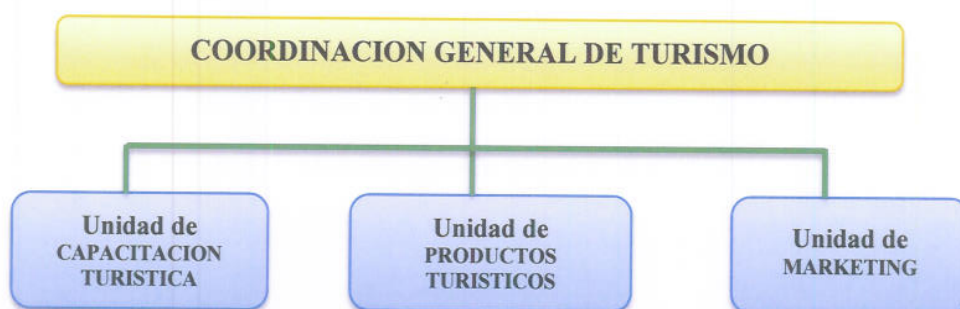 COORDINACION GENERAL DE TURISMO
Unidad de
CAPACITACION
TURISTICA
Unidad de
PRODUCTOS
TURISTICOS
Unidad de
MARKETING